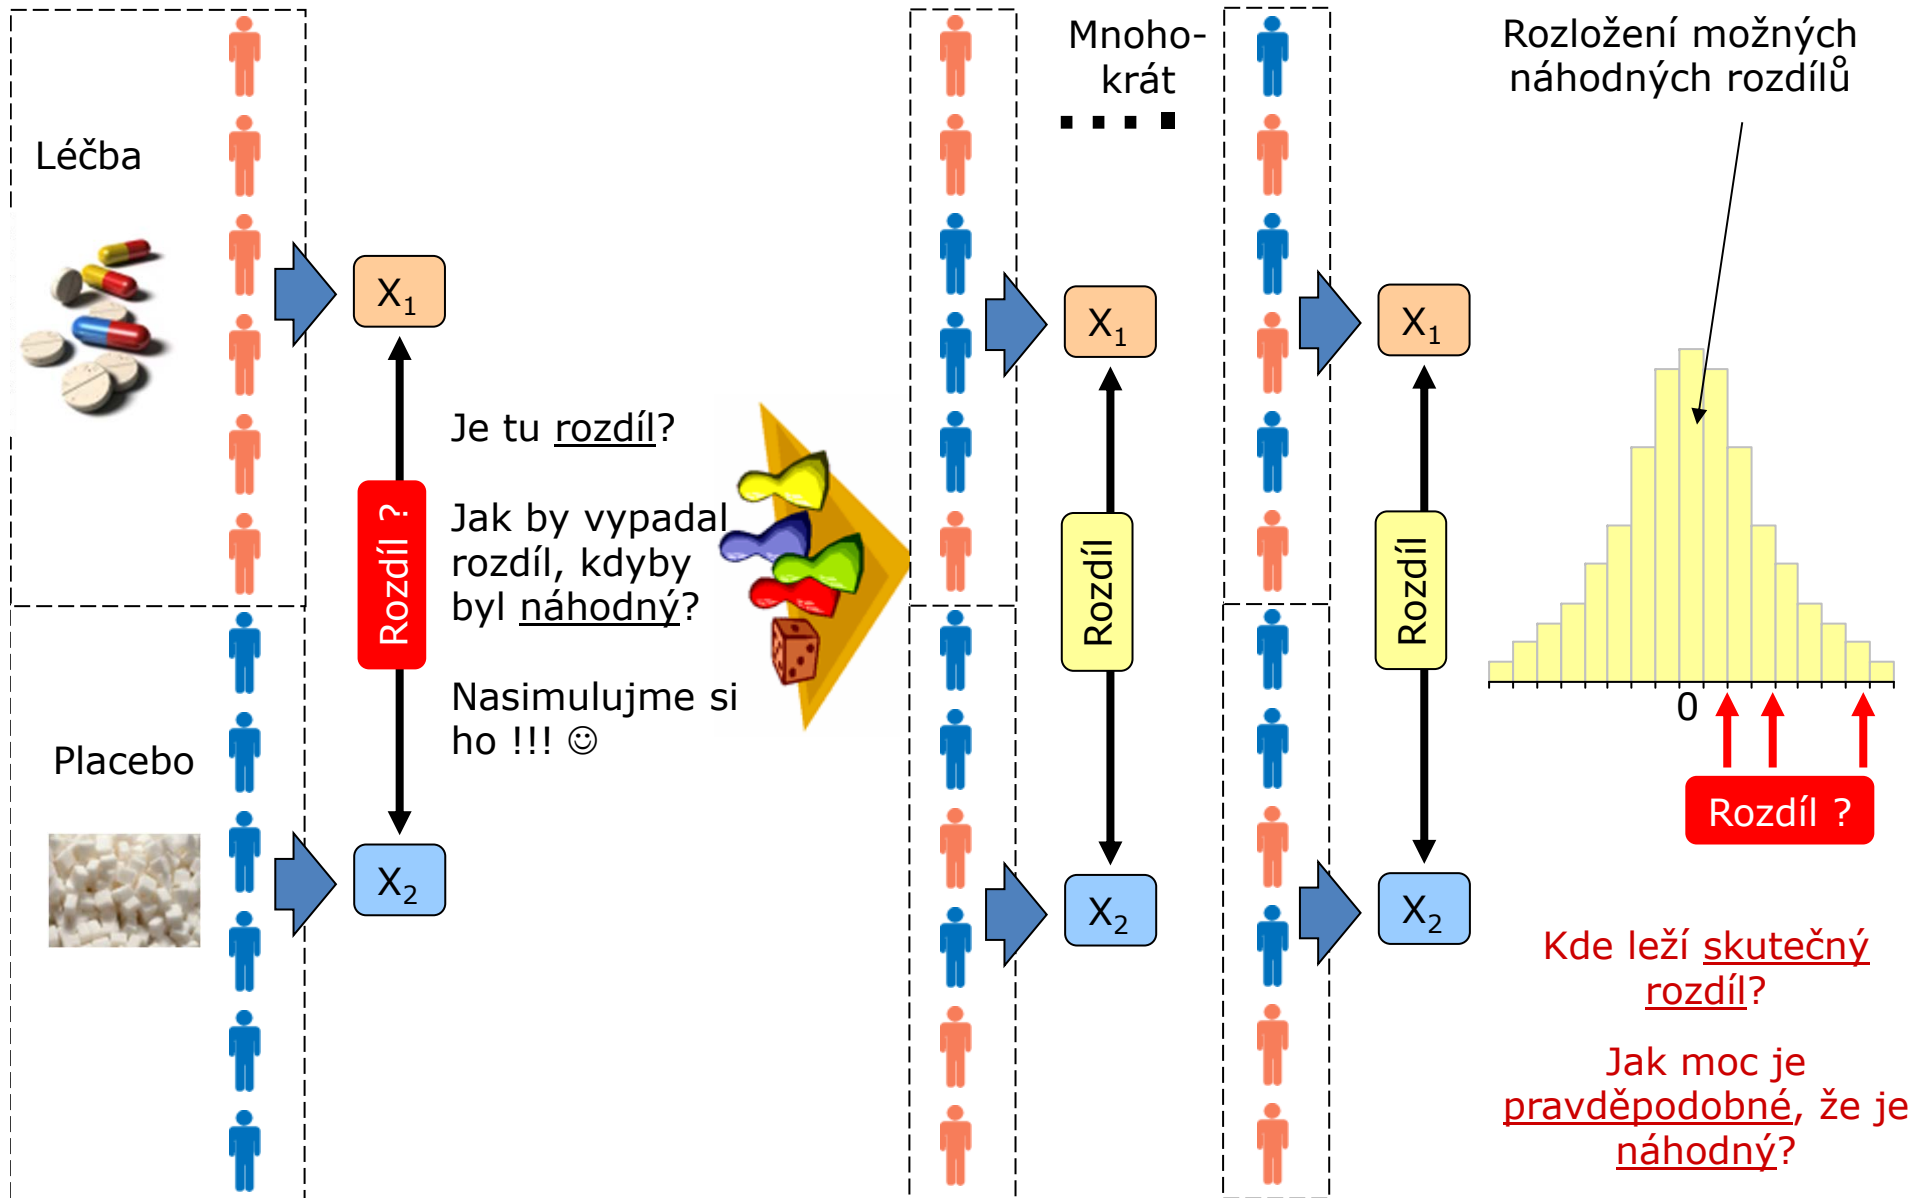 Léčba
X1
Rozdíl ?
X2
Placebo
Je tu rozdíl?
Jak by vypadal
rozdíl, kdyby
byl náhodný?
Nasimulujme si
ho !!! ☺
Mnoho-
krát
X1
Rozdíl
X2
X1
Rozdíl
X2
Rozložení možných
náhodných rozdílů
0
Rozdíl ?
Kde leží skutečný
rozdíl?
Jak moc je
pravděpodobné, že je
náhodný?